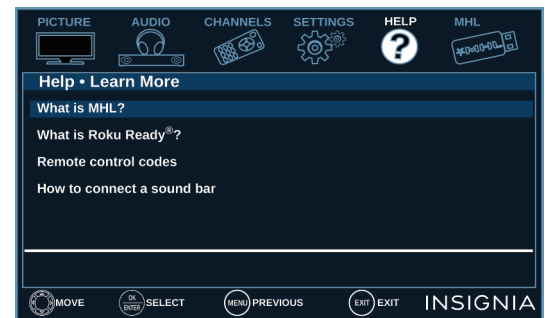 PICTURE AUDIO CHANNELS SETTINGS HELP MHL
?
Help • Learn More
What is MHL?
What is Roku Ready®?
Remote control codes
How to connect a sound bar
MOVE OK ENTER SELECT MENU PREVIOUS EXIT EXIT INSIGNIA